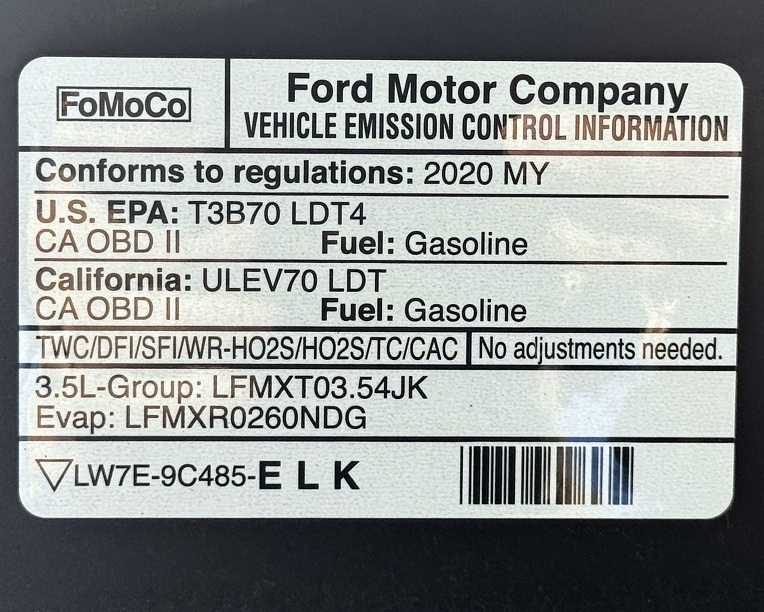 FoMoCo
Ford Motor Company
VEHICLE EMISSION CONTROL INFORMATION
Conforms to regulations: 2020 MY
U.S. EPA: T3B70 LDT4
CA OBD II Fuel: Gasoline
California: ULEV70 LDT
CA OBD II Fuel: Gasoline
TWC/DFI/SFI/WR-HO2S/HO2S/TC/CAC No adjustments needed.
3.5L-Group: LFMXT03.54JK
Evap: LFMXR0260NDG
LW7E-9C485-E L K